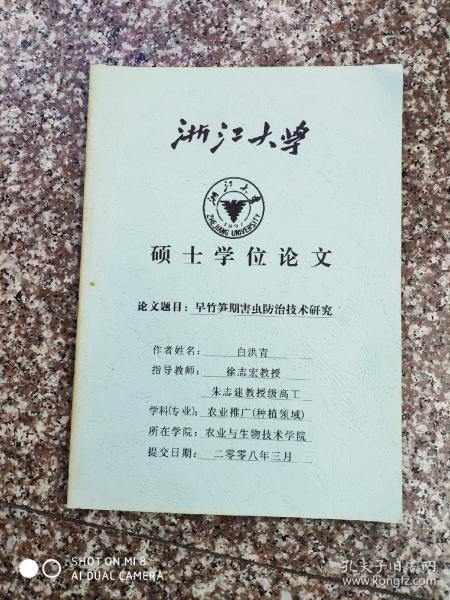 浙江大学
浙江大学
ZHEJIANG UNIVERSITY
1897
硕士学位论文
论文题目：早竹笋期害虫防治技术研究
作者姓名：白洪青
指导教师：徐志宏教授
朱志建教授级高工
学科(专业)：农业推广(种植领域)
所在学院：农业与生物技术学院
提交日期：二零零八年三月
SHOT ON MI 8
AI DUAL CAMERA
孔夫子旧书网
www.kongfz.com